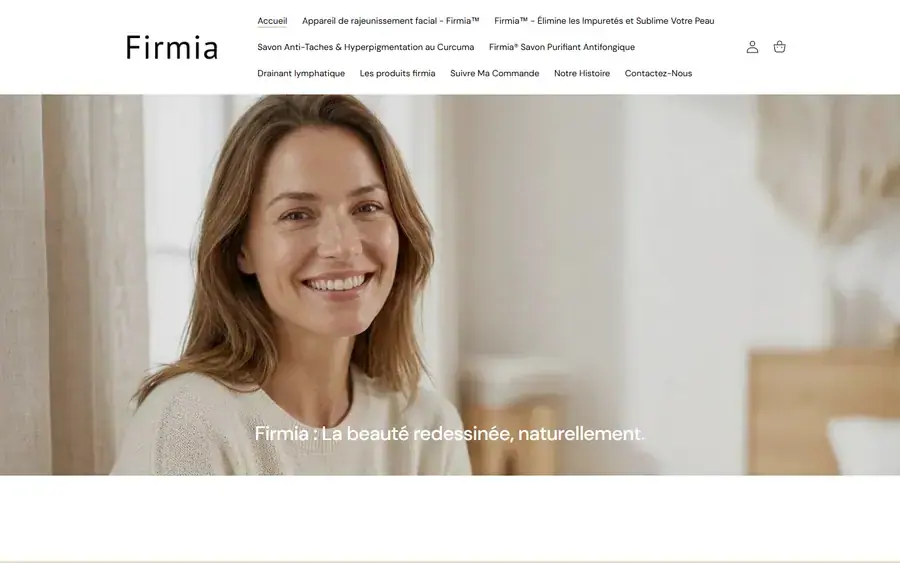 Firmia
Accueil
Appareil de rajeunissement facial - Firmia™
Firmia™ - Élimine les Impuretés et Sublime Votre Peau
Savon Anti-Taches & Hyperpigmentation au Curcuma
Firmia® Savon Purifiant Antifongique
Drainant lymphatique
Les produits firmia
Suivre Ma Commande
Notre Histoire
Contactez-Nous
Firmia : La beauté redessinée, naturellement.